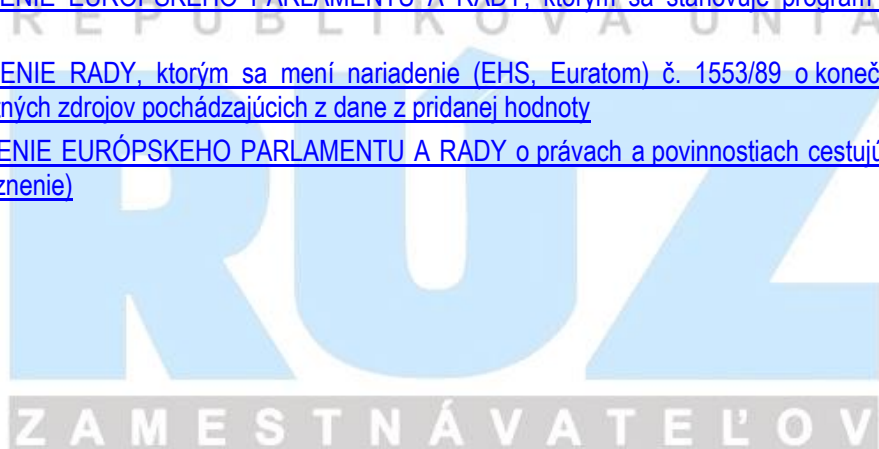 ENIE EURÓPSKEHO PARLAMENTU A RADY, ktorým sa stanovuje program
REPUBLIKOVÁ ÚNIA
ENIE RADY, ktorým sa mení nariadenie (EHS, Euratom) č. 1553/89 o koneč
ných zdrojov pochádzajúcich z dane z pridanej hodnoty
ENIE EURÓPSKEHO PARLAMENTU A RADY o právach a povinnostiach cestujú
znenie)
RÚZ
ZAMESTNÁVATEĽOV